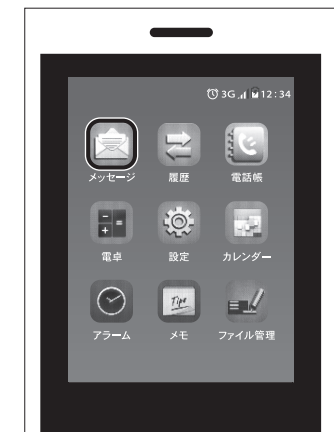 3G 12:34
メッセージ 履歴 電話帳
電卓 設定 カレンダー
Tips
アラーム メモ ファイル管理